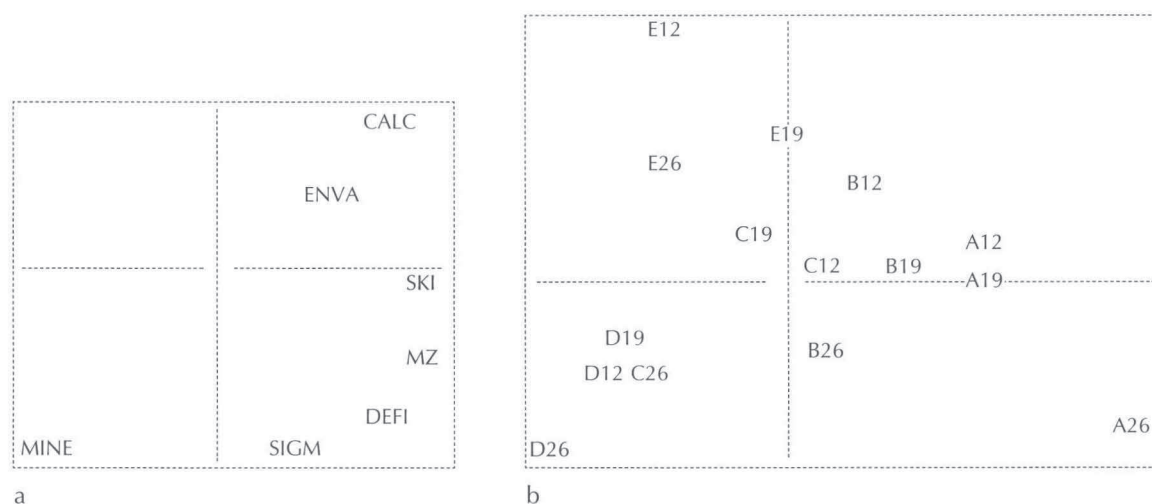 CALC
ENVA
SKI
MZ
DEFI
MINE SIGM
a
E12
E19
E26
B12
C19
A12
C12 B19
A19
D19
B26
D12 C26
A26
D26
b